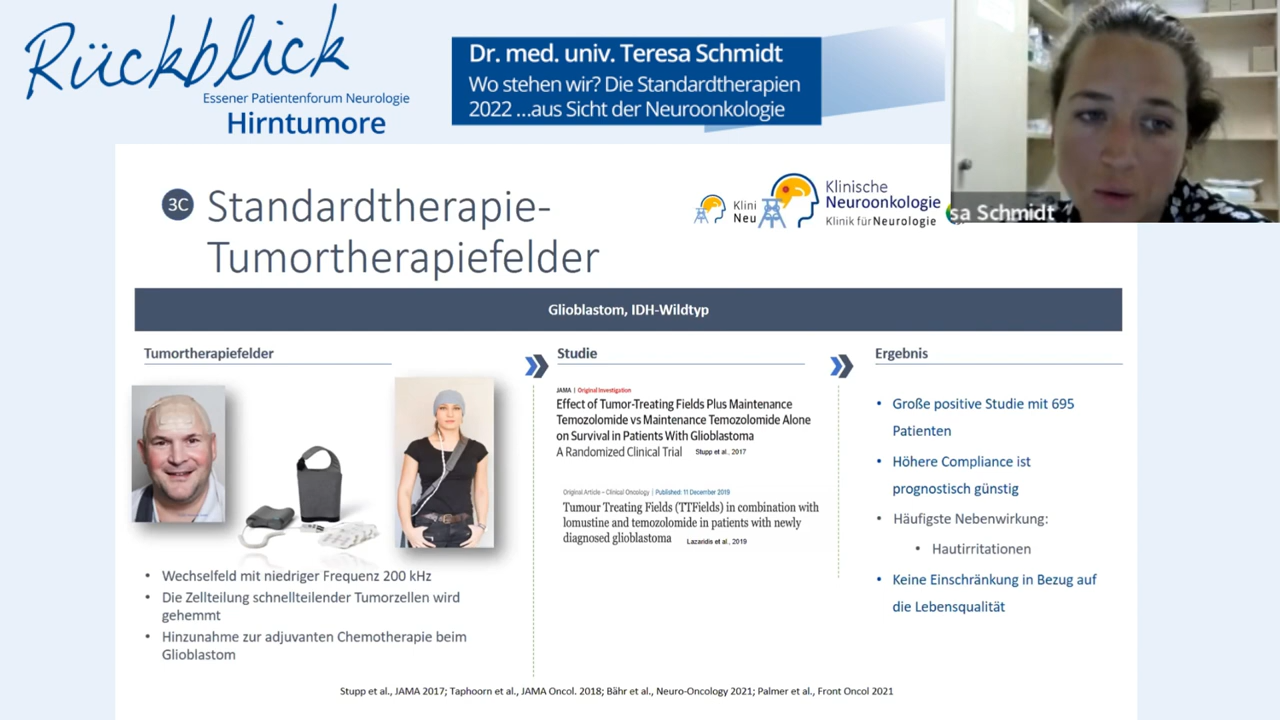 Rückblick
Essener Patientenforum Neurologie
Hirntumore
Dr. med. univ. Teresa Schmidt
Wo stehen wir? Die Standardtherapien
2022 ...aus Sicht der Neuroonkologie
sa Schmidt
3C
Standardtherapie-
Tumortherapiefelder
Klini
Neu
Klinische
Neuroonkologie
Klinik für Neurologie
Glioblastom, IDH-Wildtyp
Tumortherapiefelder
Wechselfeld mit niedriger Frequenz 200 kHz
Die Zellteilung schnellteilender Tumorzellen wird
gehemmt
Hinzunahme zur adjuvanten Chemotherapie beim
Glioblastom
Studie
JAMA | Original Investigation
Effect of Tumor-Treating Fields Plus Maintenance
Temozolomide vs Maintenance Temozolomide Alone
on Survival in Patients With Glioblastoma
A Randomized Clinical Trial Stupp et al., 2017
Original Article – Clinical Oncology | Published: 11 December 2019
Tumour Treating Fields (TTFields) in combination with
lomustine and temozolomide in patients with newly
diagnosed glioblastoma Lazaridis et al., 2019
Ergebnis
Große positive Studie mit 695
Patienten
Höhere Compliance ist
prognostisch günstig
Häufigste Nebenwirkung:
Hautirritationen
Keine Einschränkung in Bezug auf
die Lebensqualität
Stupp et al., JAMA 2017; Taphoorn et al., JAMA Oncol. 2018; Bähr et al., Neuro-Oncology 2021; Palmer et al., Front Oncol 2021